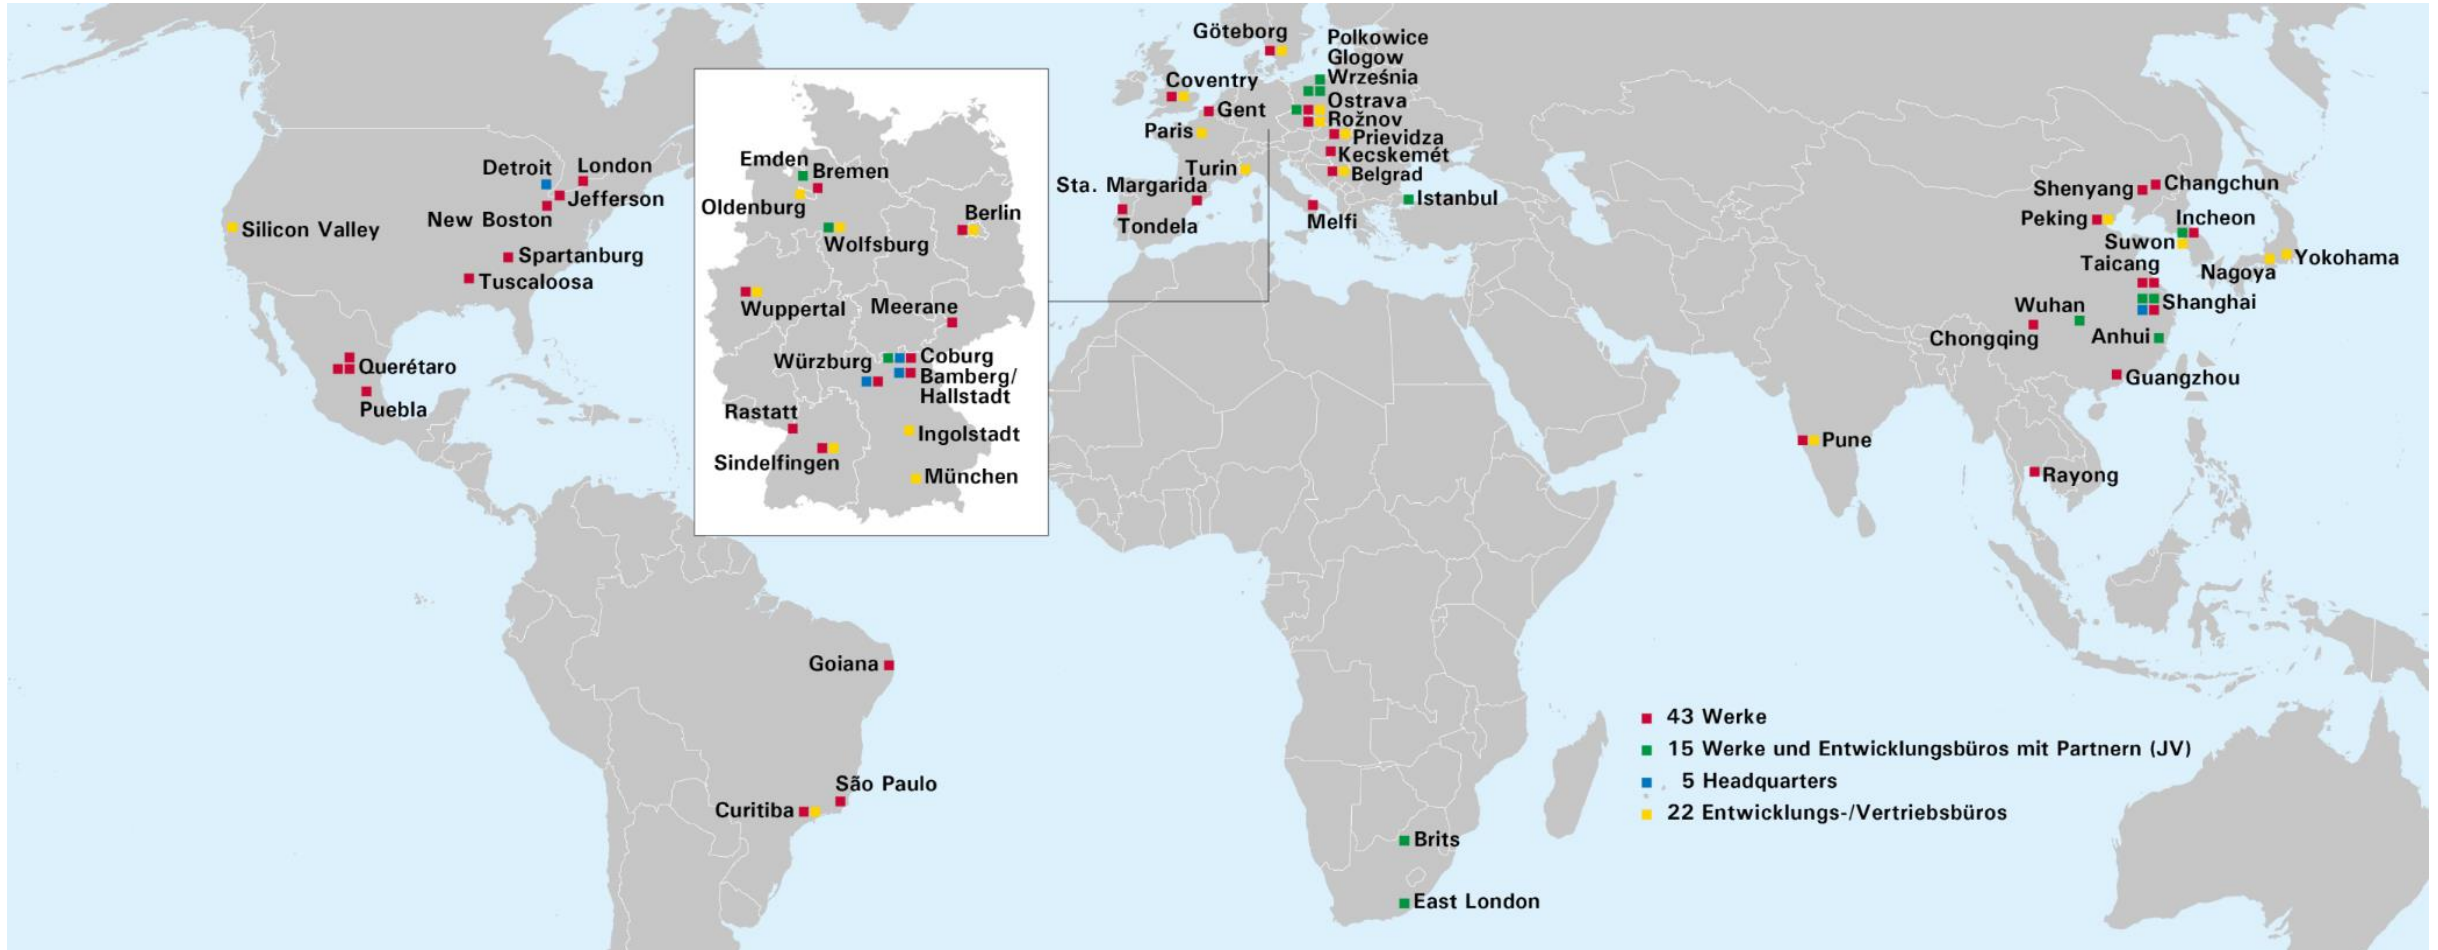 Detroit
London
Jefferson
New Boston
Silicon Valley
Spartanburg
Tuscaloosa
Querétaro
Puebla
Goiana
São Paulo
Curitiba
Emden
Bremen
Oldenburg
Berlin
Wolfsburg
Wuppertal
Meerane
Würzburg
Coburg
Bamberg/
Hallstadt
Rastatt
Ingolstadt
Sindelfingen
München
Göteborg
Polkowice
Glogow
Września
Coventry
Ostrava
Gent
Rožnov
Paris
Prievidza
Kecskemét
Turin
Belgrad
Sta. Margarida
Istanbul
Tondela
Melfi
Shenyang
Changchun
Peking
Incheon
Suwon
Yokohama
Taicang
Nagoya
Wuhan
Shanghai
Chongqing
Anhui
Guangzhou
Pune
Rayong
43 Werke
15 Werke und Entwicklungsbüros mit Partnern (JV)
5 Headquarters
22 Entwicklungs-/Vertriebsbüros
Brits
East London